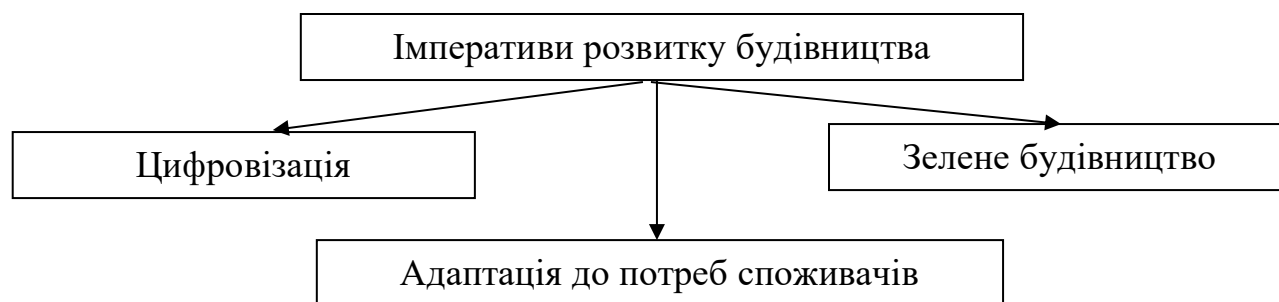 Імперативи розвитку будівництва
Цифровізація
Зелене будівництво
Адаптація до потреб споживачів